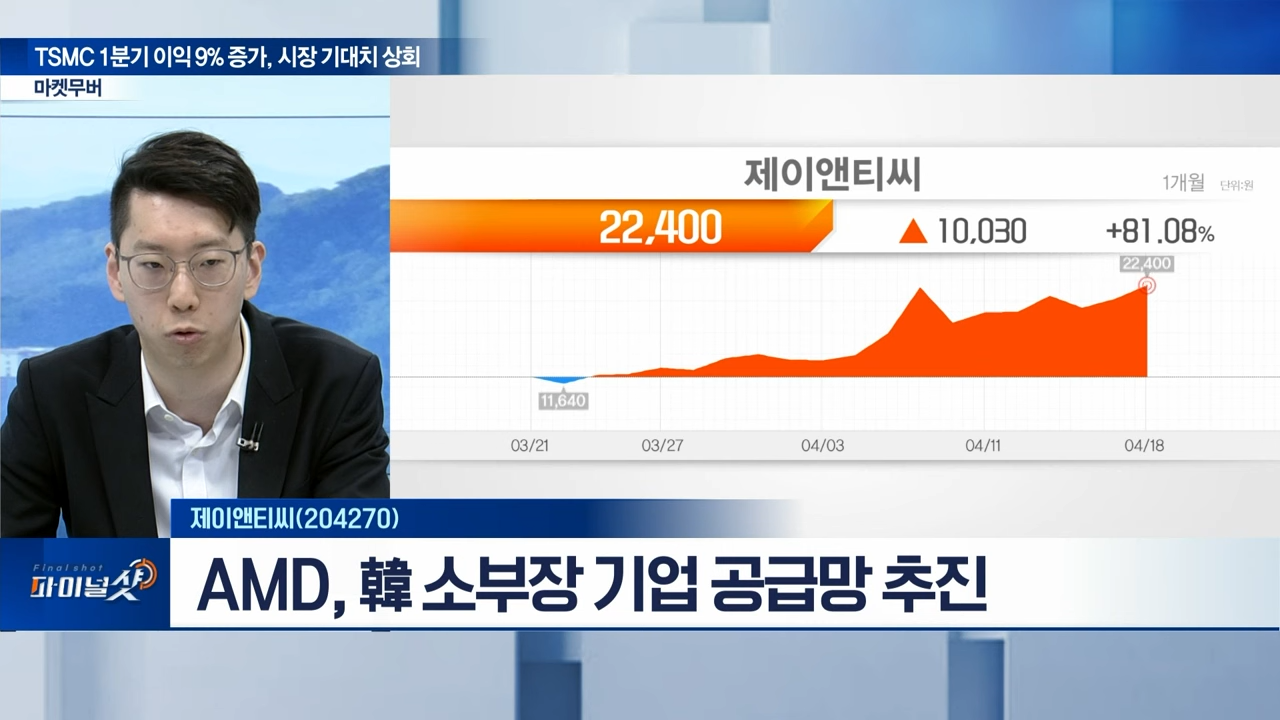 TSMC 1분기 이익 9% 증가, 시장 기대치 상회
마켓무버
제이앤티씨
1개월 단위:원
22,400 ▲ 10,030 +81.08%
22,400
11,640
03/21 03/27 04/03 04/11 04/18
제이앤티씨(204270)
Final shot
파이널샷
AMD, 韓 소부장 기업 공급망 추진